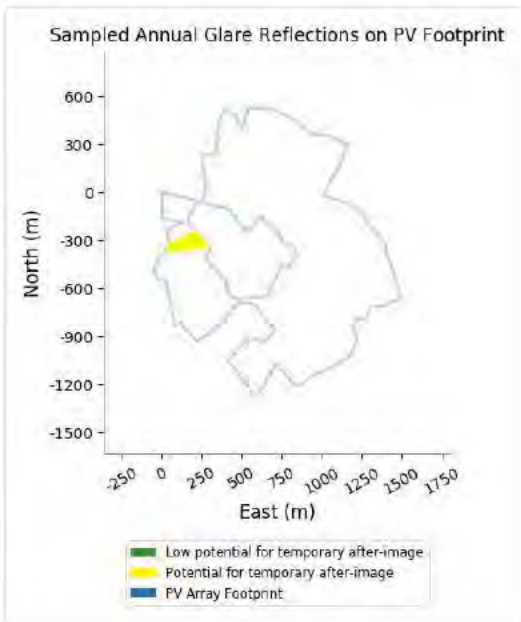 Sampled Annual Glare Reflections on PV Footprint
600
300
0
-300
-600
-900
-1200
-1500
North (m)
-250 0 250 500 750 1000 1250 1500 1750
East (m)
Low potential for temporary after-image
Potential for temporary after-image
PV Array Footprint